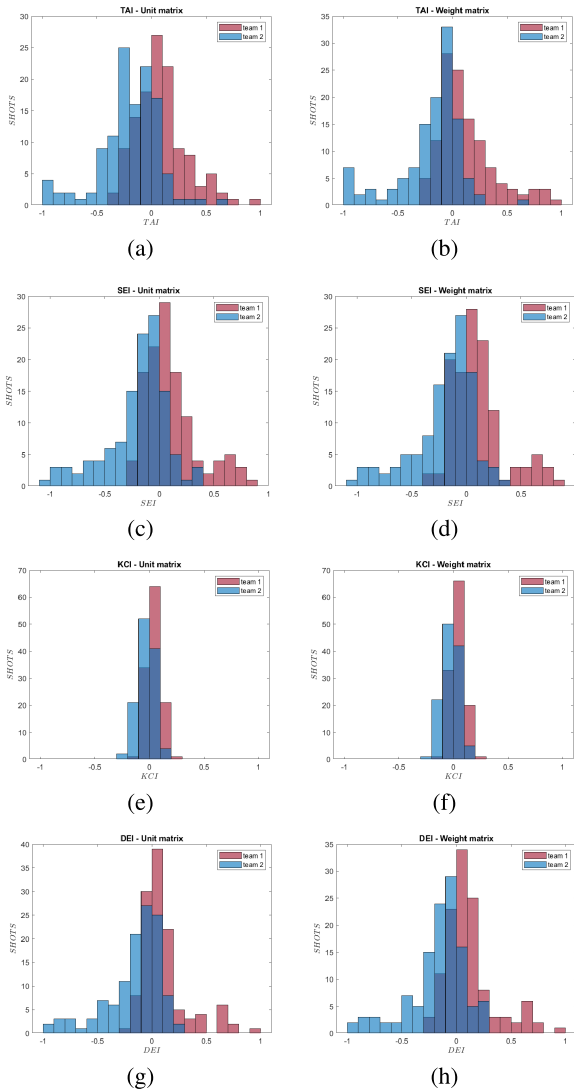 TAI - Unit matrix
30
25
20
15
10
5
0
SHOTS
team 1
team 2
-1 -0.5 0 0.5 1
TAI
(a)
TAI - Weight matrix
35
30
25
20
15
10
5
0
SHOTS
team 1
team 2
-1 -0.5 0 0.5 1
TAI
(b)
SEI - Unit matrix
30
25
20
15
10
5
0
SHOTS
team 1
team 2
-1 -0.5 0 0.5 1
SEI
(c)
SEI - Weight matrix
30
25
20
15
10
5
0
SHOTS
team 1
team 2
-1 -0.5 0 0.5
SEI
(d)
KCI - Unit matrix
70
60
50
40
30
20
10
0
SHOTS
team 1
team 2
-1 -0.5 0 0.5 1
KCI
(e)
KCI - Weight matrix
70
60
50
40
30
20
10
0
SHOTS
team 1
team 2
-1 -0.5 0 0.5 1
KCI
(f)
DEI - Unit matrix
40
35
30
25
20
15
10
5
0
SHOTS
team 1
team 2
-1 -0.5 0 0.5 1
DEI
(g)
DEI - Weight matrix
35
30
25
20
15
10
5
0
SHOTS
team 1
team 2
-1 -0.5 0 0.5 1
DEI
(h)